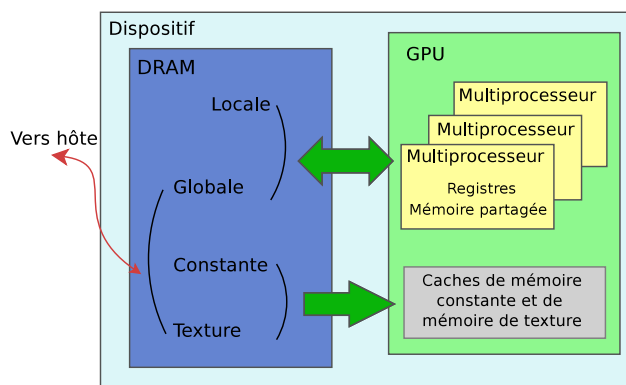 Dispositif
DRAM
Locale
Vers hôte
Globale
Constante
Texture
GPU
Multiprocesseur
Multiprocesseur
Multiprocesseur
Registres
Mémoire partagée
Caches de mémoire
constante et de
mémoire de texture